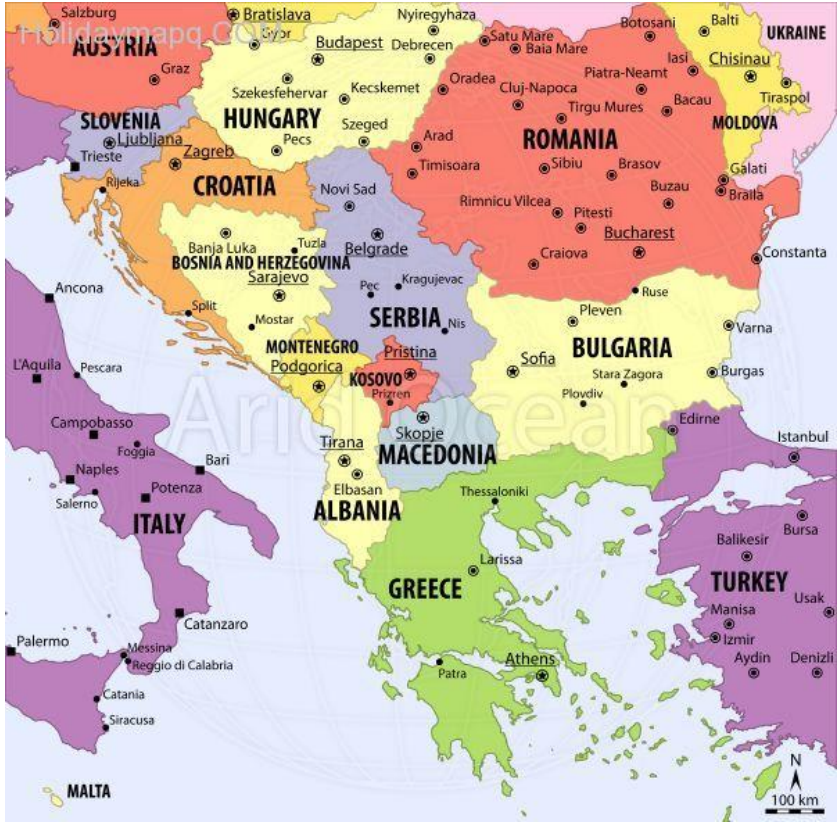 Holidaymapq.COM
Salzburg
AUSTRIA
Graz
Bratislava
Gyor
Budapest
Nyiregyhaza
Debrecen
Szekesfehervar
Kecskemet
HUNGARY
Szeged
Pecs
Satu Mare
Baia Mare
Botosani
Balti
UKRAINE
Oradea
Cluj-Napoca
Piatra-Neamt
Iasi
Chisinau
Tiraspol
Tirgu Mures
Bacau
MOLDOVA
ROMANIA
Arad
Timisoara
Sibiu
Brasov
Galati
Braila
Buzau
Rimnicu Vilcea
Pitesti
Bucharest
Craiova
Constanta
SLOVENIA
Ljubljana
Trieste
Zagreb
Rijeka
CROATIA
Novi Sad
Banja Luka
Tuzla
Belgrade
BOSNIA AND HERZEGOVINA
Sarajevo
Pec
Kragujevac
Split
Mostar
SERBIA
Nis
Ruse
Pleven
Varna
BULGARIA
Sofia
Stara Zagora
Burgas
Plovdiv
MONTENEGRO
Podgorica
Pristina
KOSOVO
Prizren
Ancona
L'Aquila
Pescara
Arid Ocean
Campobasso
Foggia
Bari
Naples
Salerno
Potenza
ITALY
Tirana
Elbasan
ALBANIA
Skopje
MACEDONIA
Edirne
Istanbul
Thessaloniki
Bursa
Balikesir
Larissa
GREECE
TURKEY
Usak
Manisa
Izmir
Catanzaro
Palermo
Messina
Reggio di Calabria
Patra
Athens
Aydin
Denizli
Catania
Siracusa
MALTA
N
100 km